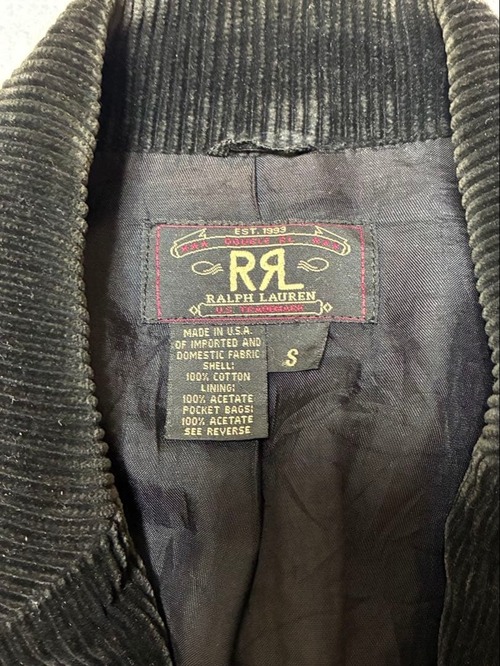 EST. 1993
DOUBLE RL
RRL
RALPH LAUREN
U.S. TRADEMARK
MADE IN U.S.A.
OF IMPORTED AND
DOMESTIC FABRIC
SHELL:
100% COTTON
LINING:
100% ACETATE
POCKET BAGS:
100% ACETATE
SEE REVERSE
S